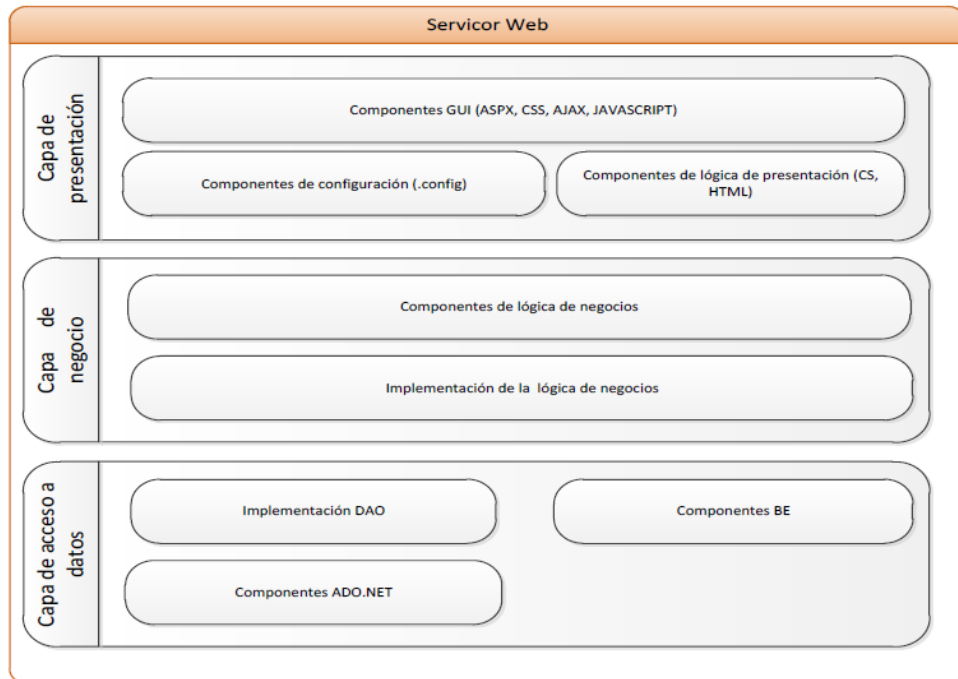 Servicor Web
Capa de
presentación
Componentes GUI (ASPX, CSS, AJAX, JAVASCRIPT)
Componentes de configuración (.config)
Componentes de lógica de presentación (CS,
HTML)
Capa de
negocio
Componentes de lógica de negocios
Implementación de la lógica de negocios
Capa de acceso a
datos
Implementación DAO
Componentes BE
Componentes ADO.NET